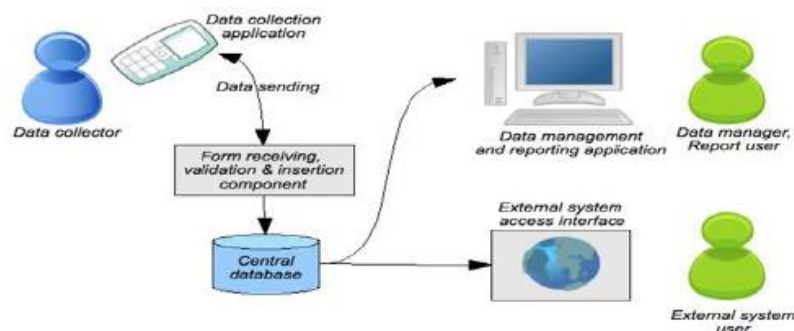 Data collection
application
Data sending
Data collector
Form receiving,
validation & insertion
component
Central
database
Data management
and reporting application
Data manager,
Report user
External system
access interface
External system
user